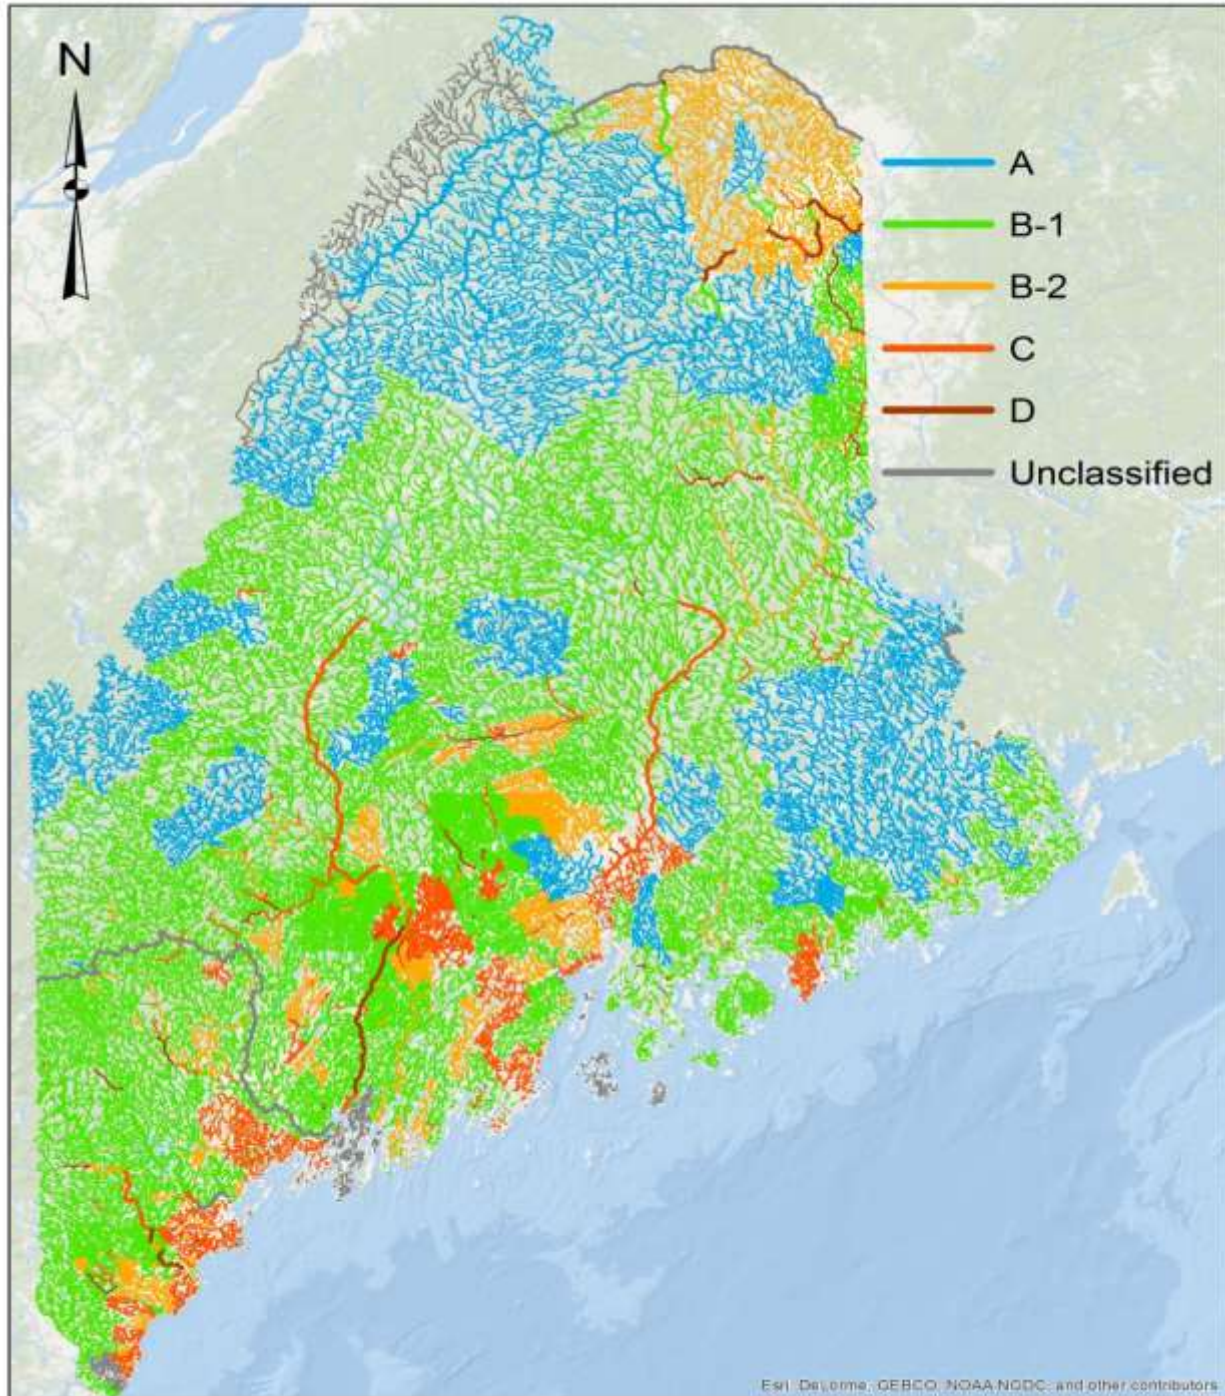 N
A
B-1
B-2
C
D
Unclassified
Esri, DeLorme, GEBCO, NOAA NGDC, and other contributors